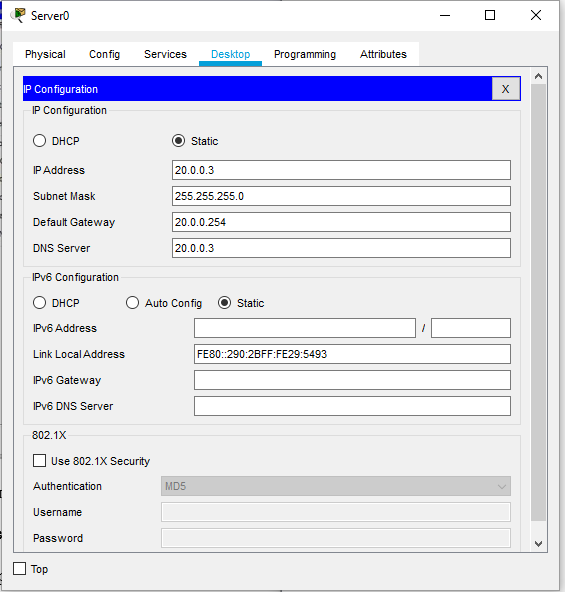 Server0
Physical Config Services Desktop Programming Attributes
IP Configuration X
IP Configuration
DHCP Static
IP Address 20.0.0.3
Subnet Mask 255.255.255.0
Default Gateway 20.0.0.254
DNS Server 20.0.0.3
IPv6 Configuration
DHCP Auto Config Static
IPv6 Address /
Link Local Address FE80::290:2BFF:FE29:5493
IPv6 Gateway
IPv6 DNS Server
802.1X
Use 802.1X Security
Authentication MD5
Username
Password
Top